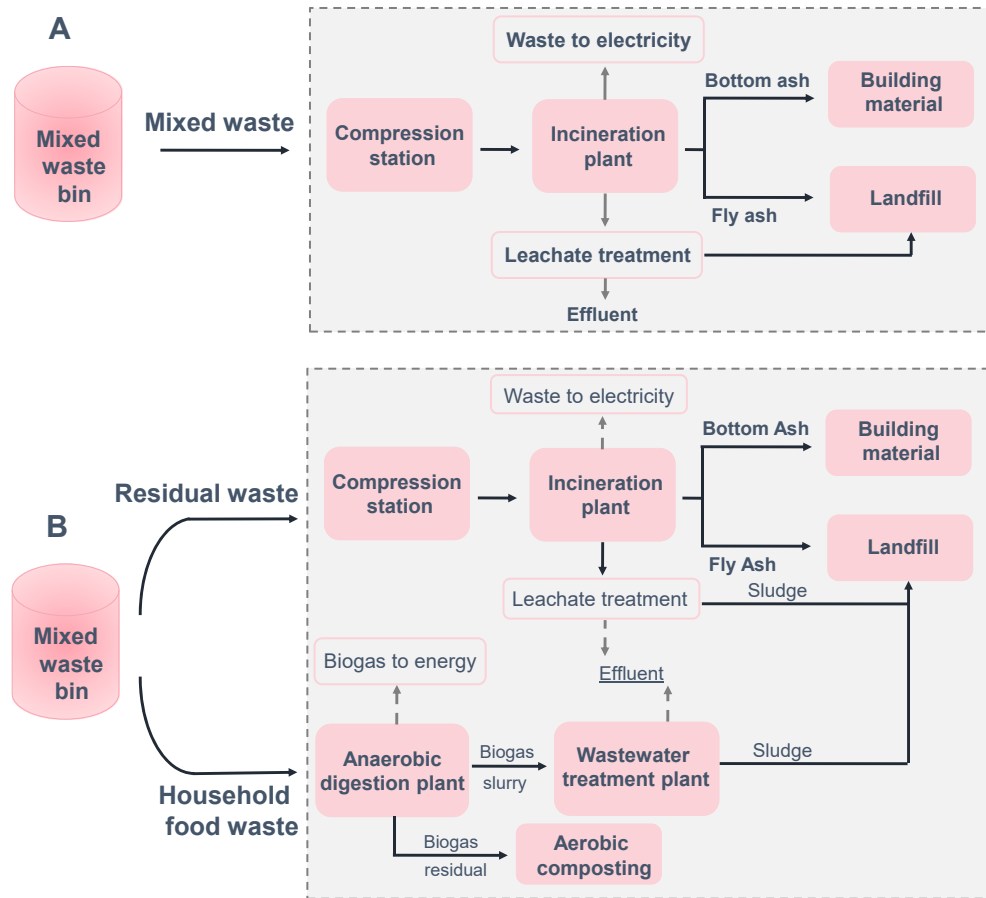 A
Mixed
waste
bin
Mixed waste
Waste to electricity
Compression
station
Incineration
plant
Bottom ash
Building
material
Fly ash
Landfill
Leachate treatment
Effluent
B
Mixed
waste
bin
Residual waste
Household
food waste
Waste to electricity
Compression
station
Incineration
plant
Bottom Ash
Building
material
Fly Ash
Landfill
Leachate treatment
Sludge
Effluent
Biogas to energy
Anaerobic
digestion plant
Biogas
slurry
Wastewater
treatment plant
Sludge
Biogas
residual
Aerobic
composting